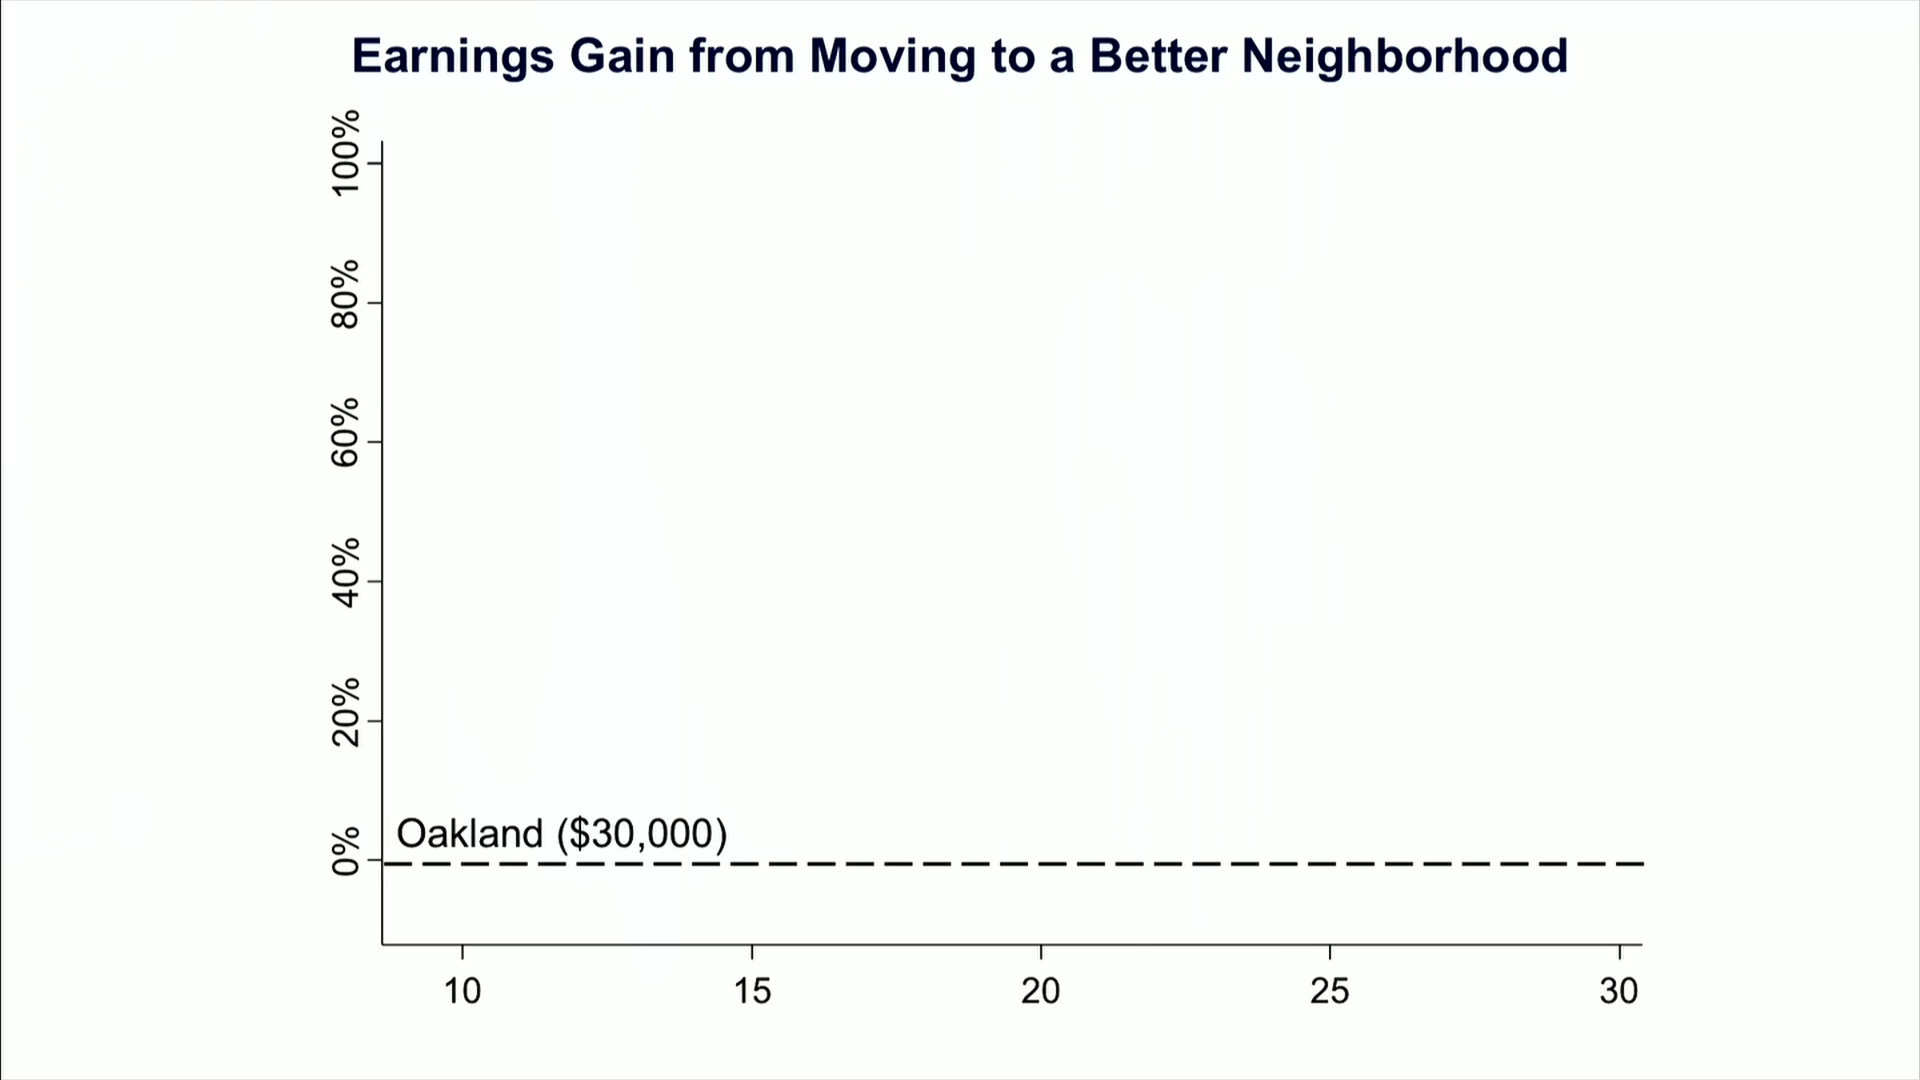 Earnings Gain from Moving to a Better Neighborhood
100%
80%
60%
40%
20%
0%
Oakland ($30,000)
10 15 20 25 30